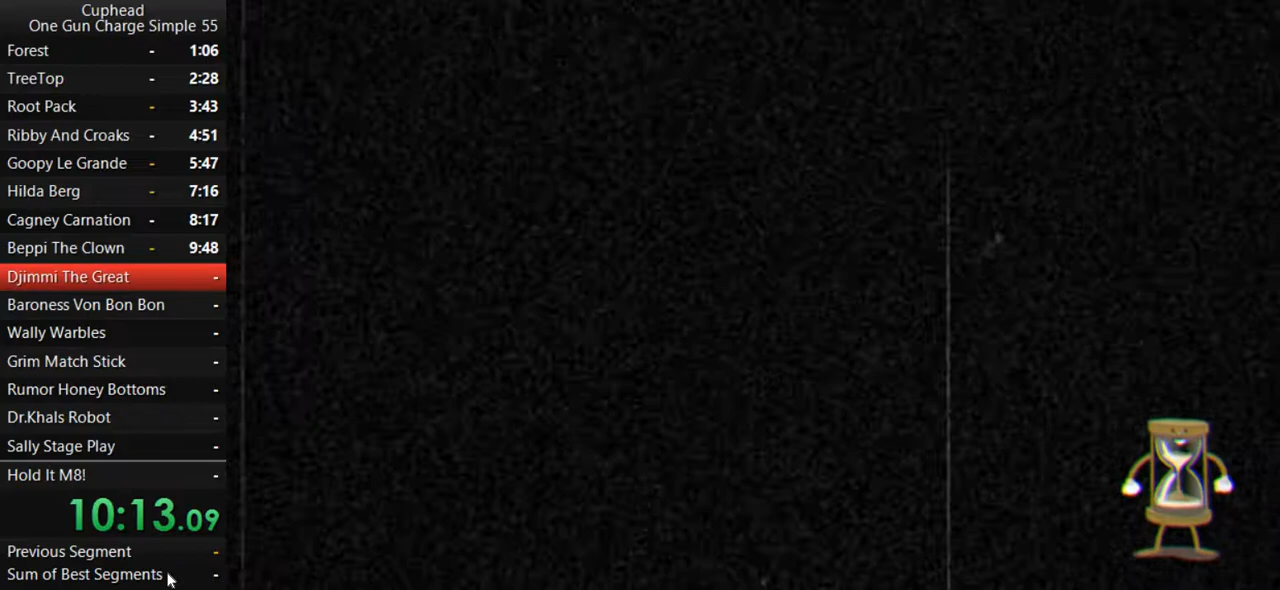 Cuphead
One Gun Charge Simple 55
Forest - 1:06
TreeTop - 2:28
Root Pack - 3:43
Ribby And Croaks - 4:51
Goopy Le Grande - 5:47
Hilda Berg - 7:16
Cagney Carnation - 8:17
Beppi The Clown - 9:48
Djimmi The Great -
Baroness Von Bon Bon -
Wally Warbles -
Grim Match Stick -
Rumor Honey Bottoms -
Dr.Khals Robot -
Sally Stage Play -
Hold It M8! -
10:13.09
Previous Segment -
Sum of Best Segments -